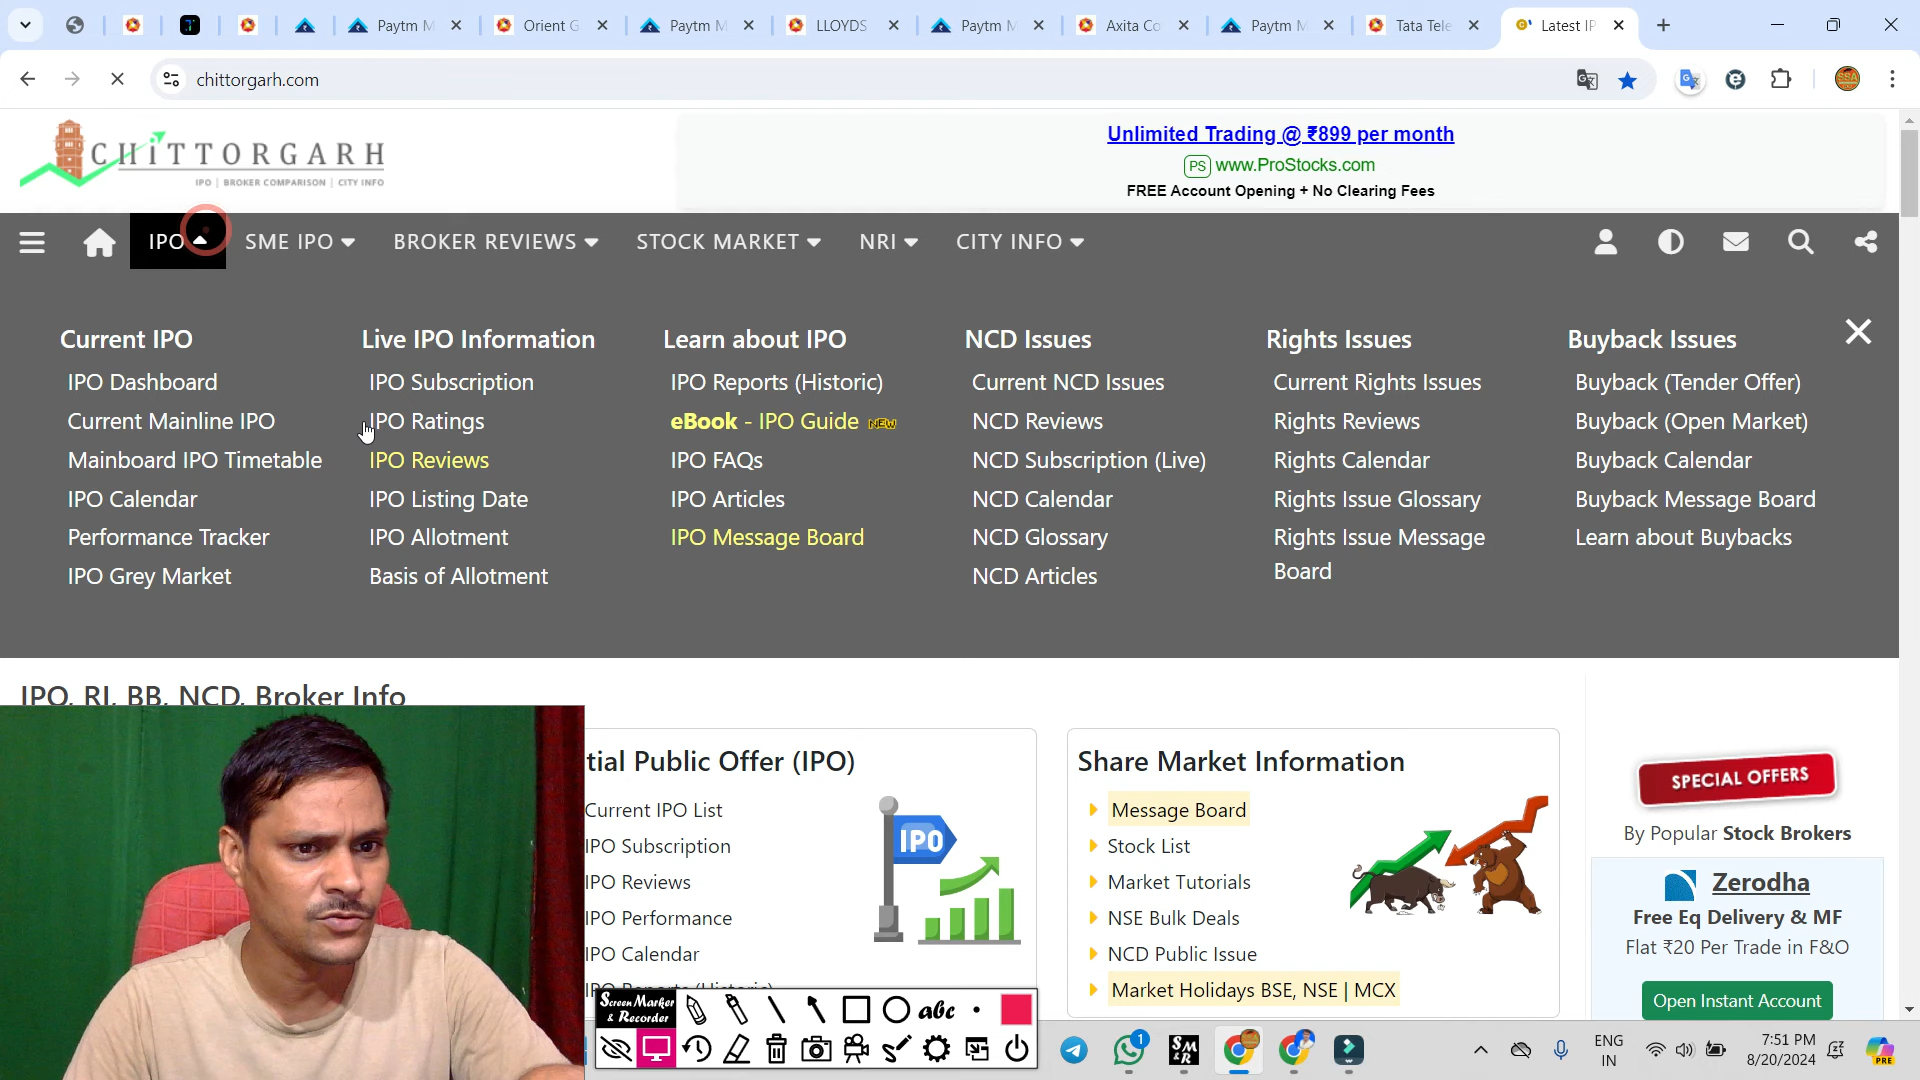 Paytm M
Orient G
Paytm M
LLOYDS
Paytm M
Axita Co
Paytm M
Tata Tele
Latest IP
chittorgarh.com
CHITTORGARH
IPO | BROKER COMPARISON | CITY INFO
Unlimited Trading @ ₹899 per month
PS www.ProStocks.com
FREE Account Opening + No Clearing Fees
IPO SME IPO BROKER REVIEWS STOCK MARKET NRI CITY INFO
Current IPO
IPO Dashboard
Current Mainline IPO
Mainboard IPO Timetable
IPO Calendar
Performance Tracker
IPO Grey Market
Live IPO Information
IPO Subscription
IPO Ratings
IPO Reviews
IPO Listing Date
IPO Allotment
Basis of Allotment
Learn about IPO
IPO Reports (Historic)
eBook - IPO Guide NEW
IPO FAQs
IPO Articles
IPO Message Board
NCD Issues
Current NCD Issues
NCD Reviews
NCD Subscription (Live)
NCD Calendar
NCD Glossary
NCD Articles
Rights Issues
Current Rights Issues
Rights Reviews
Rights Calendar
Rights Issue Glossary
Rights Issue Message
Board
Buyback Issues
Buyback (Tender Offer)
Buyback (Open Market)
Buyback Calendar
Buyback Message Board
Learn about Buybacks
IPO, RI, BB, NCD, Broker Info
tial Public Offer (IPO)
Current IPO List
IPO Subscription
IPO Reviews
IPO Performance
IPO Calendar
IPO Reports (Historic)
IPO
Share Market Information
Message Board
Stock List
Market Tutorials
NSE Bulk Deals
NCD Public Issue
Market Holidays BSE, NSE | MCX
SPECIAL OFFERS
By Popular Stock Brokers
Zerodha
Free Eq Delivery & MF
Flat ₹20 Per Trade in F&O
Open Instant Account
Screen Marker
& Recorder
abc
1
SM
&R
ENG
IN
7:51 PM
8/20/2024
PRE
SSA